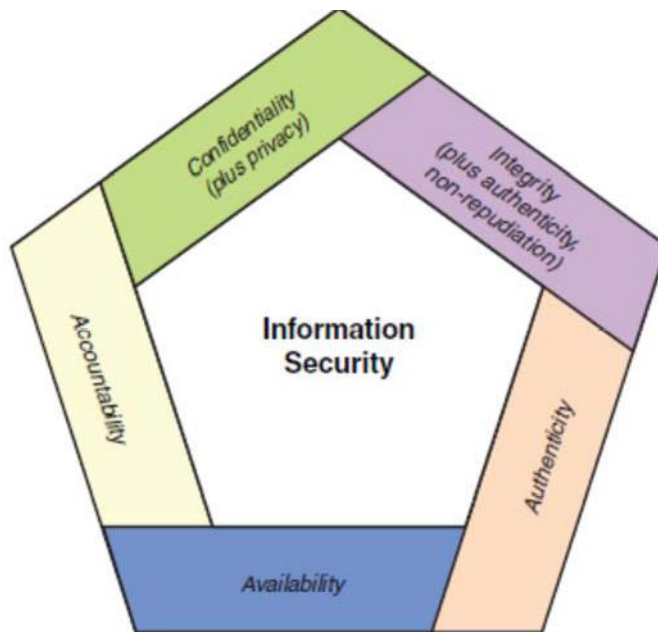 Confidentiality
(plus privacy)
Integrity
(plus authenticity,
non-repudiation)
Information
Security
Accountability
Authenticity
Availability